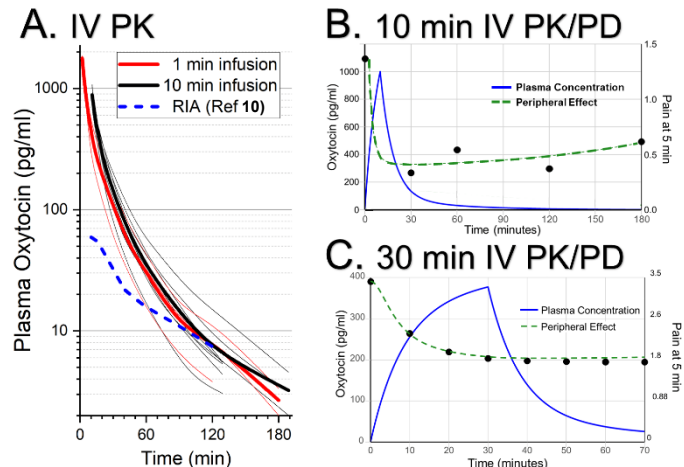 A. IV PK
1 min infusion
10 min infusion
RIA (Ref 10)
1000
100
10
Plasma Oxytocin (pg/ml)
0 60 120 180
Time (min)
B. 10 min IV PK/PD
1000
800
600
400
200
0
Oxytocin (pg/ml)
Plasma Concentration
Peripheral Effect
1.5
1.2
0.9
0.6
0.5
0.0
Pain at 5 min
0 30 60 90 120 150 180
Time (minutes)
C. 30 min IV PK/PD
400
300
200
100
0
Oxytocin (pg/ml)
Plasma Concentration
Peripheral Effect
3.5
2.6
1.8
0.88
0
Pain at 5 min
0 10 20 30 40 50 60 70
Time (minutes)